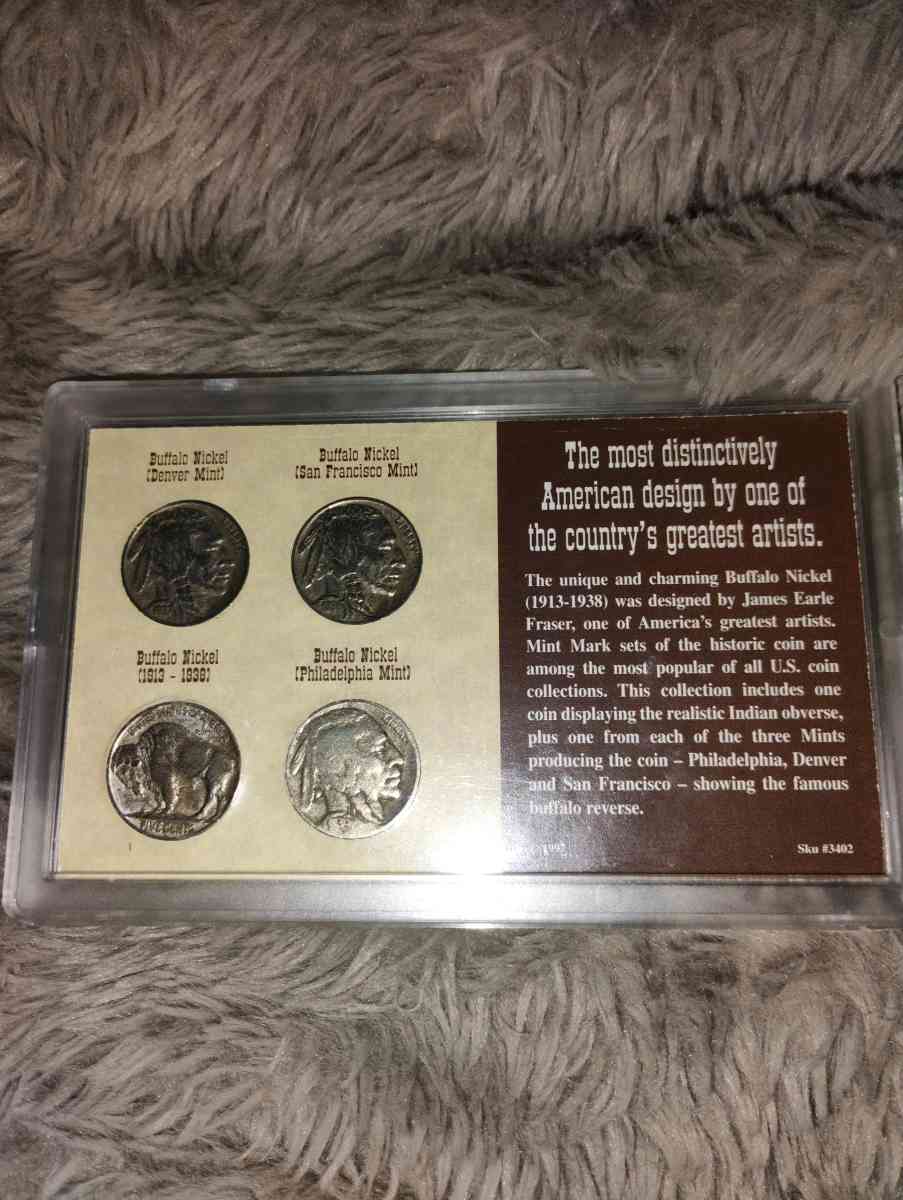 Buffalo Nickel
(Denver Mint)
Buffalo Nickel
(San Francisco Mint)
Buffalo Nickel
(1913 - 1938)
FIVE CENTS
Buffalo Nickel
(Philadelphia Mint)
The most distinctively
American design by one of
the country's greatest artists.
The unique and charming Buffalo Nickel
(1913-1938) was designed by James Earle
Fraser, one of America's greatest artists.
Mint Mark sets of the historic coin are
among the most popular of all U.S. coin
collections. This collection includes one
coin displaying the realistic Indian obverse,
plus one from each of the three Mints
producing the coin – Philadelphia, Denver
and San Francisco – showing the famous
buffalo reverse.
1997
Sku #3402